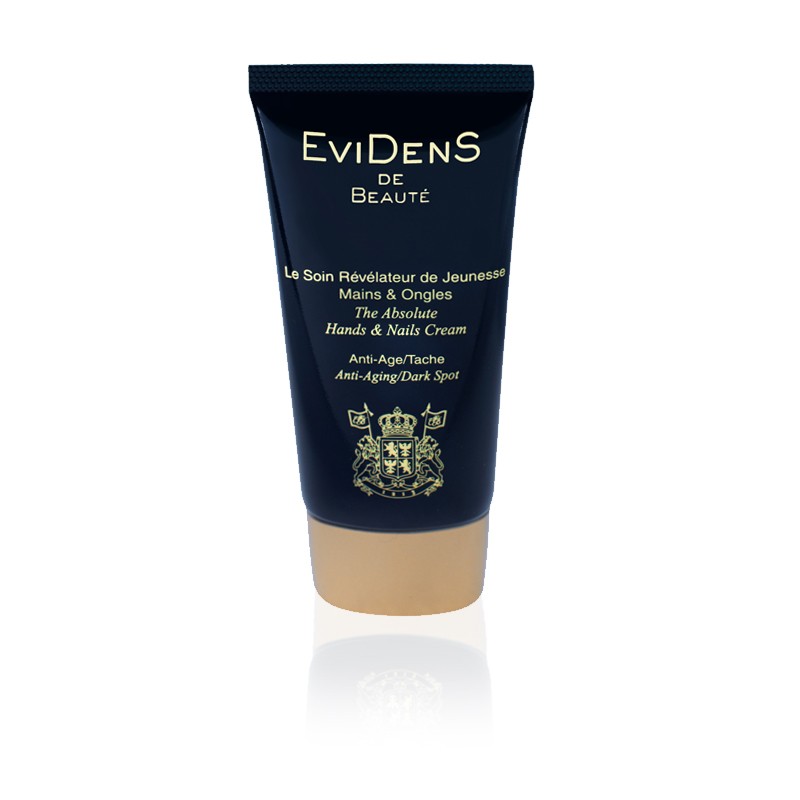 EviDenS
DE
BEAUTÉ
Le Soin Révélateur de Jeunesse
Mains & Ongles
The Absolute
Hands & Nails Cream
Anti-Age/Tache
Anti-Aging/Dark Spot